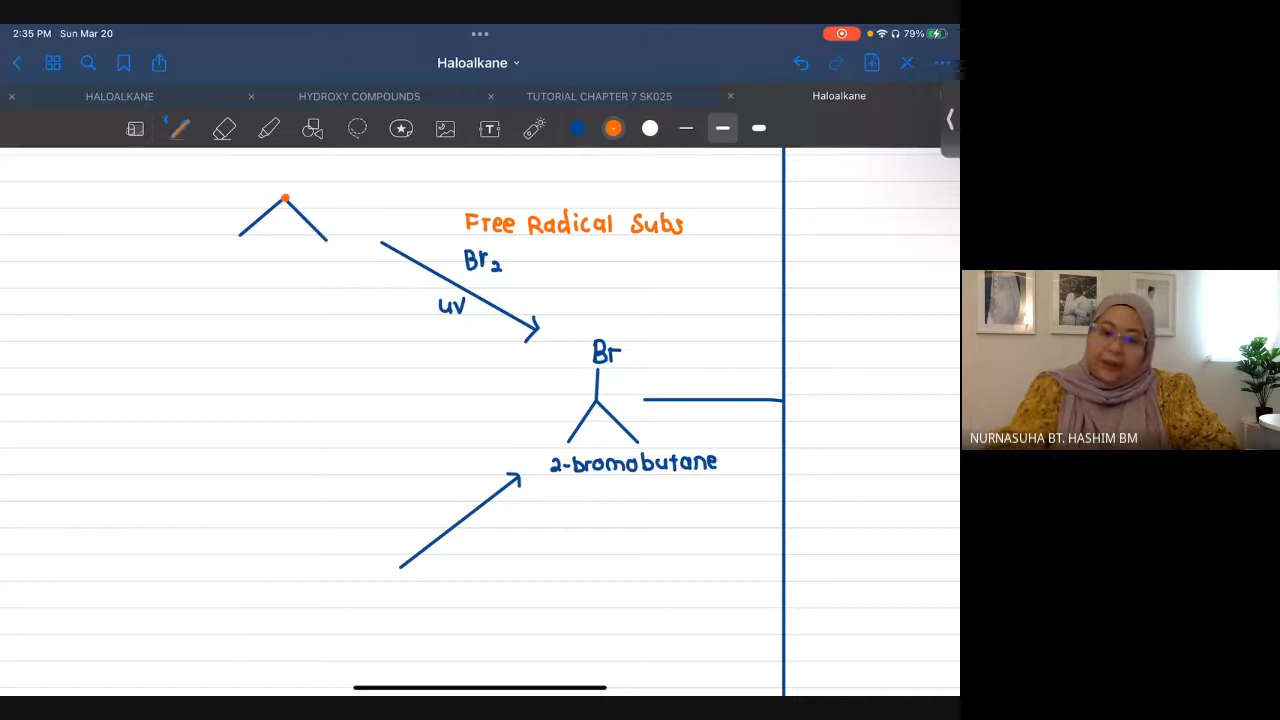 2:35 PM Sun Mar 20
79%
Haloalkane
HALOALKANE
HYDROXY COMPOUNDS
TUTORIAL CHAPTER 7 SK025
Haloalkane
Free Radical Subs
Br2
uv
Br
2-bromobutane
NURNASUHA BT. HASHIM BM